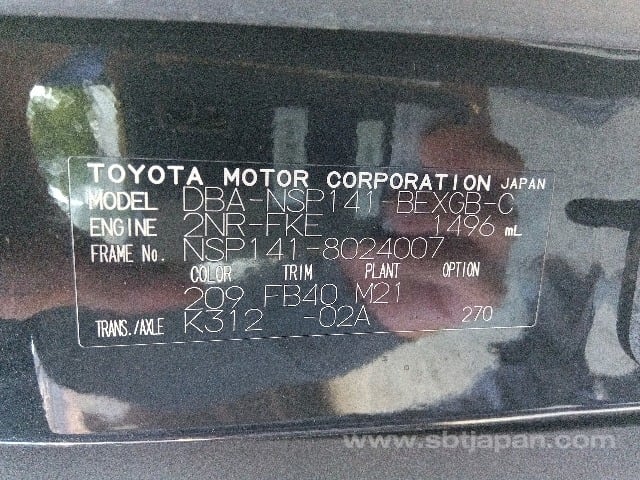 TOYOTA MOTOR CORPORATION JAPAN
MODEL DBA-NSP141-BEXGB-C
ENGINE 2NR-FKE 1496 mL
FRAME No. NSP141-8024007
COLOR TRIM PLANT OPTION
209 FB40 M21
TRANS./AXLE K312 -02A 270
www.sbtjapan.com